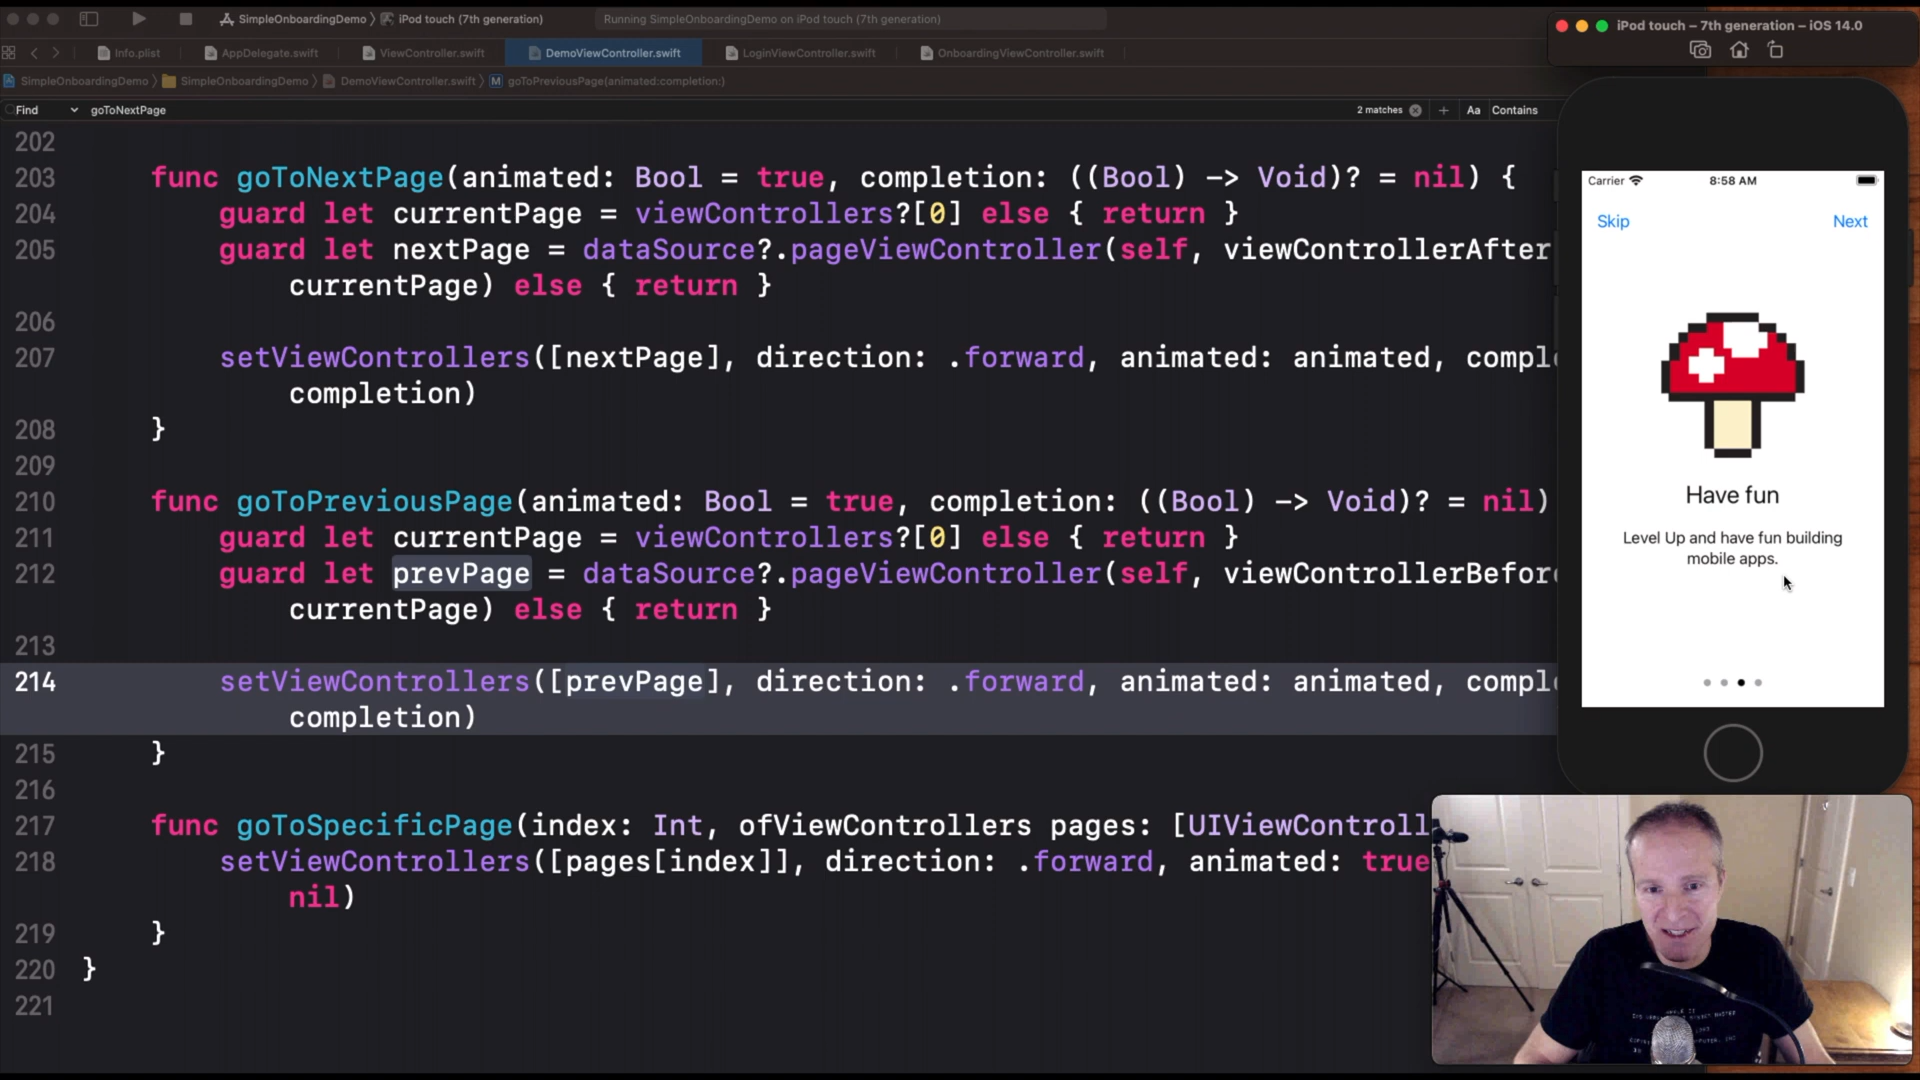 SimpleOnboardingDemo 〉 iPod touch (7th generation)
Running SimpleOnboardingDemo on iPod touch (7th generation)
iPod touch – 7th generation – iOS 14.0
Info.plist
AppDelegate.swift
ViewController.swift
DemoViewController.swift
LoginViewController.swift
OnboardingViewController.swift
SimpleOnboardingDemo 〉 SimpleOnboardingDemo 〉 DemoViewController.swift 〉 M goToPreviousPage(animated:completion:)
Find
goToNextPage
2 matches
Aa
Contains
202
203 func goToNextPage(animated: Bool = true, completion: ((Bool) -> Void)? = nil) {
204 guard let currentPage = viewControllers?[0] else { return }
205 guard let nextPage = dataSource?.pageViewController(self, viewControllerAfter
currentPage) else { return }
206
207 setViewControllers([nextPage], direction: .forward, animated: animated, compl
completion)
208 }
209
210 func goToPreviousPage(animated: Bool = true, completion: ((Bool) -> Void)? = nil)
211 guard let currentPage = viewControllers?[0] else { return }
212 guard let prevPage = dataSource?.pageViewController(self, viewControllerBefor
currentPage) else { return }
213
214 setViewControllers([prevPage], direction: .forward, animated: animated, compl
completion)
215 }
216
217 func goToSpecificPage(index: Int, ofViewControllers pages: [UIViewControll
218 setViewControllers([pages[index]], direction: .forward, animated: true
nil)
219 }
220 }
221
Carrier
8:58 AM
Skip
Next
Have fun
Level Up and have fun building
mobile apps.